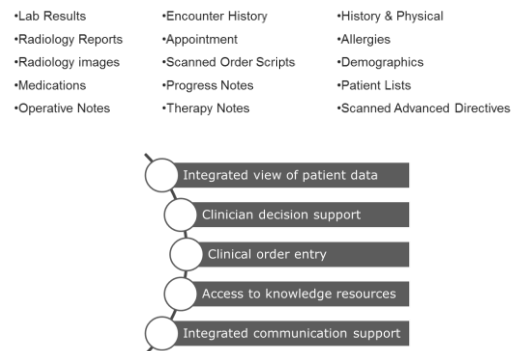 •Lab Results
•Radiology Reports
•Radiology images
•Medications
•Operative Notes
•Encounter History
•Appointment
•Scanned Order Scripts
•Progress Notes
•Therapy Notes
•History & Physical
•Allergies
•Demographics
•Patient Lists
•Scanned Advanced Directives
Integrated view of patient data
Clinician decision support
Clinical order entry
Access to knowledge resources
Integrated communication support